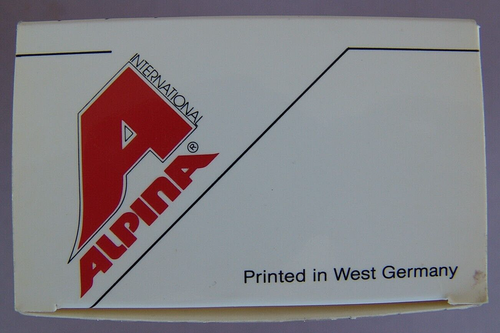 INTERNATIONAL
A
ALPINA®
Printed in West Germany